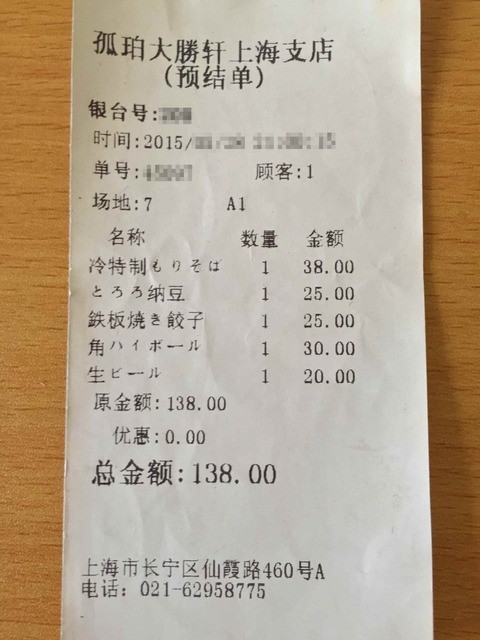 孤珀大勝轩上海支店
(预结单)
银台号:
时间:2015/
单号: 顾客:1
场地:7 A1
名称 数量 金额
冷特制もりそば 1 38.00
とろろ纳豆 1 25.00
鉄板焼き餃子 1 25.00
角ハイボール 1 30.00
生ビール 1 20.00
原金额:138.00
优惠:0.00
总金额:138.00
上海市长宁区仙霞路460号A
电话: 021-62958775